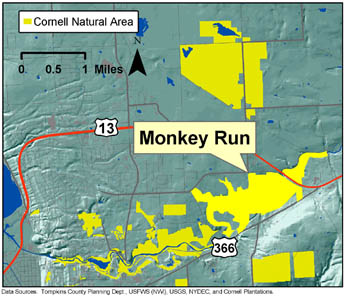 Cornell Natural Area
N
0 0.5 1 Miles
13
Monkey Run
366
Data Sources: Tompkins County Planning Dept., USFWS (NWI), USGS, NYDEC, and Cornell Plantations.